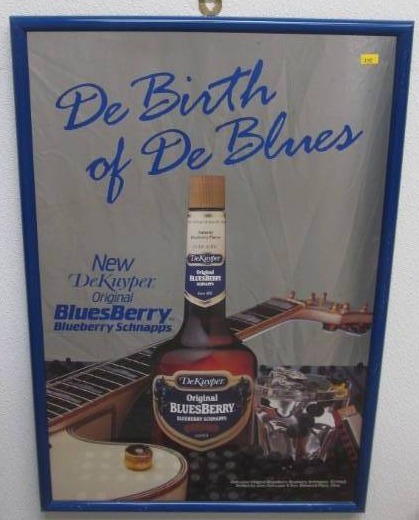 De Birth
of De Blues
New
DeKuyper
Original
BluesBerry
Blueberry Schnapps
DeKuyper
Original
BLUESBERRY
SCHNAPPS
DeKuyper
Original
BLUESBERRY
BLUEBERRY SCHNAPPS